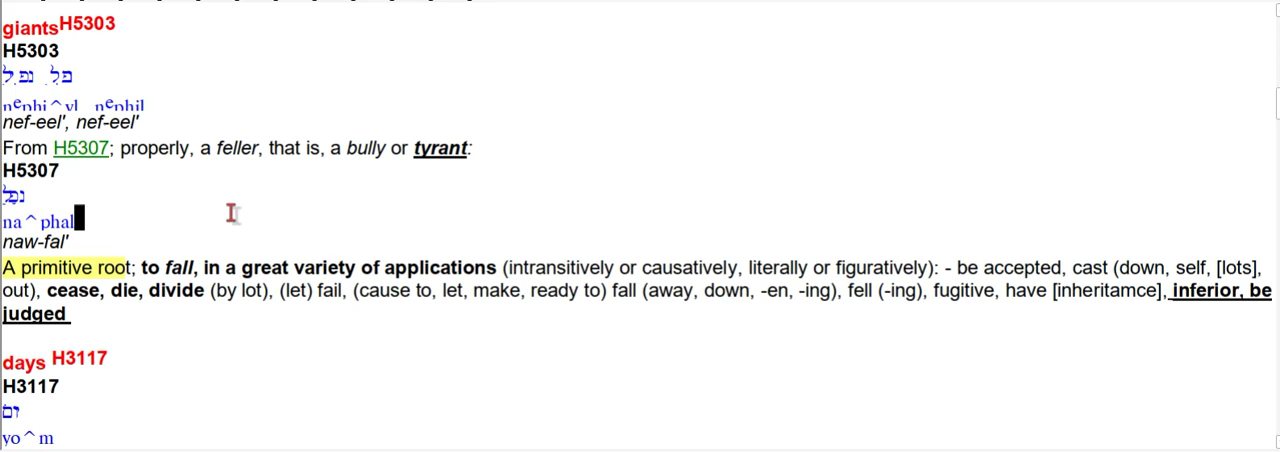 giantsH5303
H5303
nephi^yl nephil
nef-eel', nef-eel'
From H5307; properly, a feller, that is, a bully or tyrant:
H5307
na^phal
naw-fal'
A primitive root; to fall, in a great variety of applications (intransitively or causatively, literally or figuratively): - be accepted, cast (down, self, [lots],
out), cease, die, divide (by lot), (let) fail, (cause to, let, make, ready to) fall (away, down, -en, -ing), fell (-ing), fugitive, have [inheritamce], inferior, be
judged
days H3117
H3117
yo^m